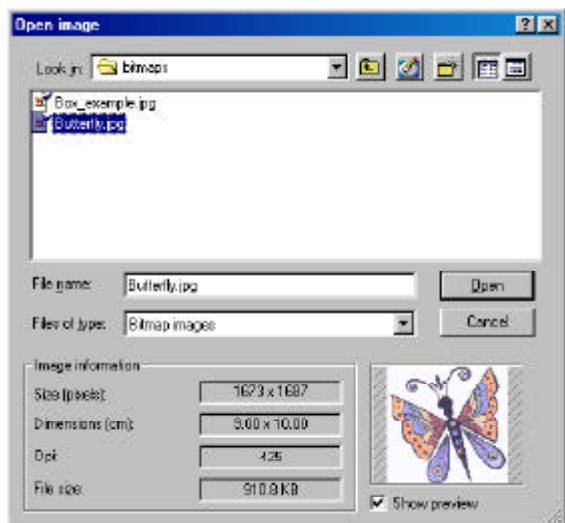 Open image
Look in: bitmaps
Box_example.jpg
Butterfly.jpg
File name: Butterfly.jpg Open
Files of type: Bitmap images Cancel
Image information
Size (pixels): 1673 x 1687
Dimensions (cm): 9.00 x 10.00
Dpi: 425
File size: 910.8 KB
Show preview